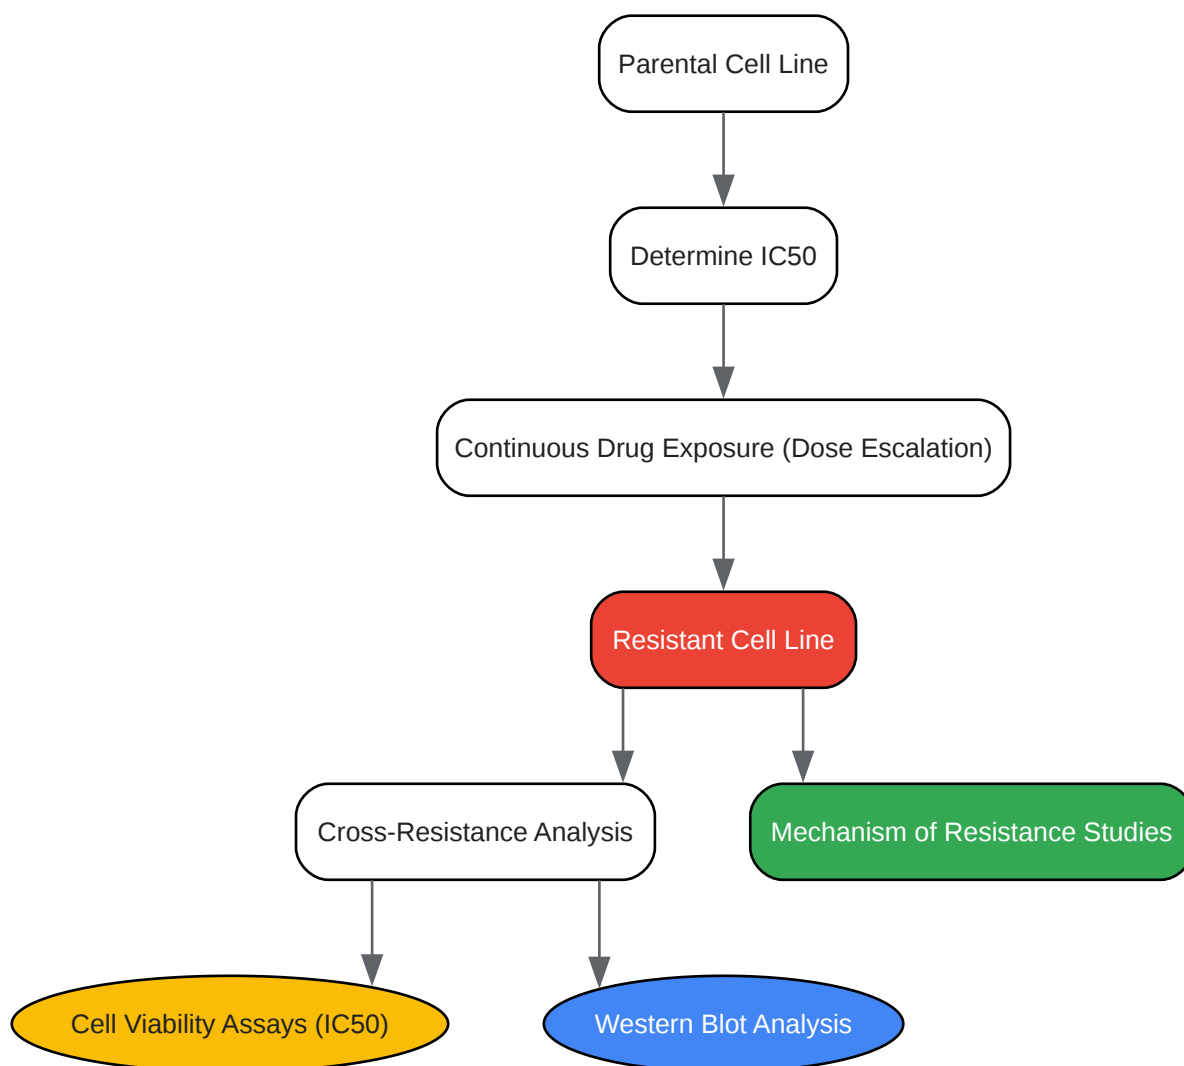 Parental Cell Line
Determine IC50
Continuous Drug Exposure (Dose Escalation)
Resistant Cell Line
Cross-Resistance Analysis
Mechanism of Resistance Studies
Cell Viability Assays (IC50)
Western Blot Analysis